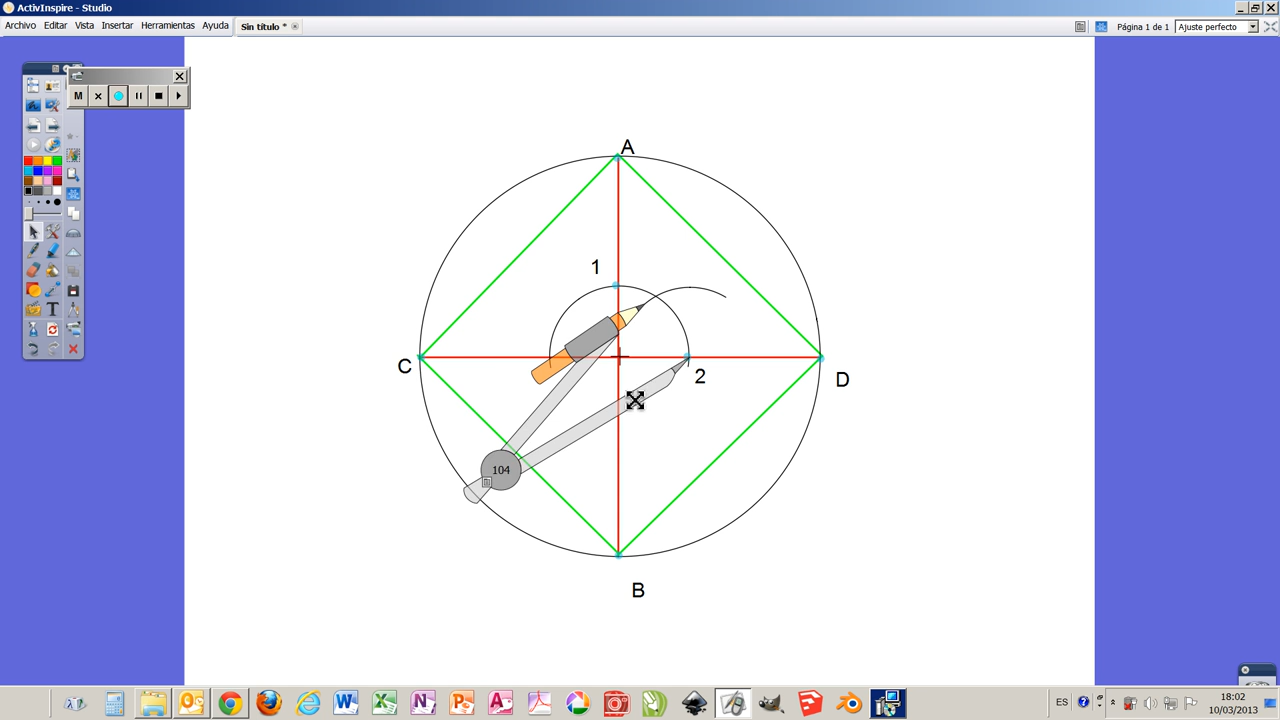 ActivInspire - Studio
Archivo Editar Vista Insertar Herramientas Ayuda
Sin título *
Página 1 de 1
Ajuste perfecto
M
T
A
1
C
2
D
104
B
ES
18:02
10/03/2013